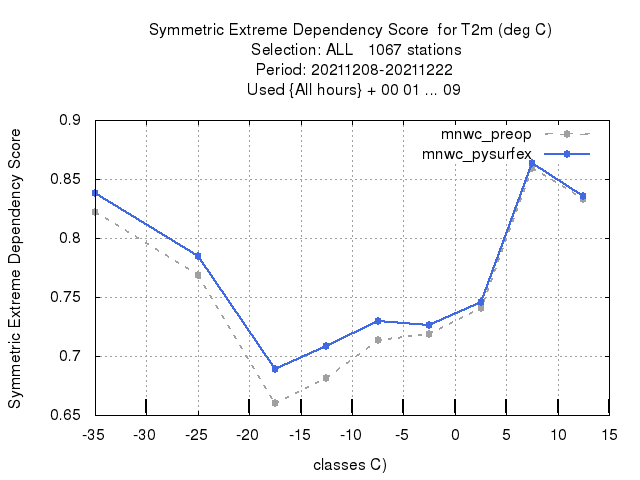 Symmetric Extreme Dependency Score  for T2m (deg C)
Selection: ALL   1067 stations
Period: 20211208-20211222
Used {All hours} + 00 01 ... 09
Symmetric Extreme Dependency Score
0.9
0.85
0.8
0.75
0.7
0.65
mnwc_preop
mnwc_pysurfex
-35 -30 -25 -20 -15 -10 -5 0 5 10 15
classes C)